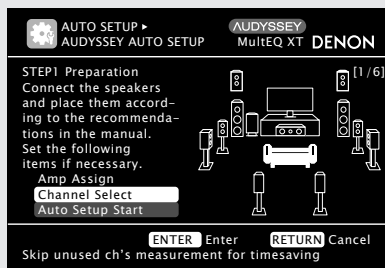 AUTO SETUP ▸
AUDYSSEY AUTO SETUP
AUDYSSEY
MultEQ XT
DENON
STEP1 Preparation
[1/6]
Connect the speakers
and place them accord-
ing to the recommenda-
tions in the manual.
Set the following
items if necessary.
Amp Assign
Channel Select
Auto Setup Start
ENTER Enter
RETURN Cancel
Skip unused ch's measurement for timesaving